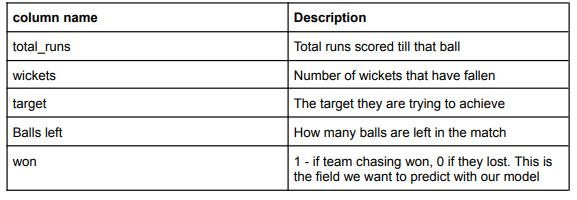 column name Description
total_runs Total runs scored till that ball
wickets Number of wickets that have fallen
target The target they are trying to achieve
Balls left How many balls are left in the match
won 1 - if team chasing won, 0 if they lost. This is
the field we want to predict with our model